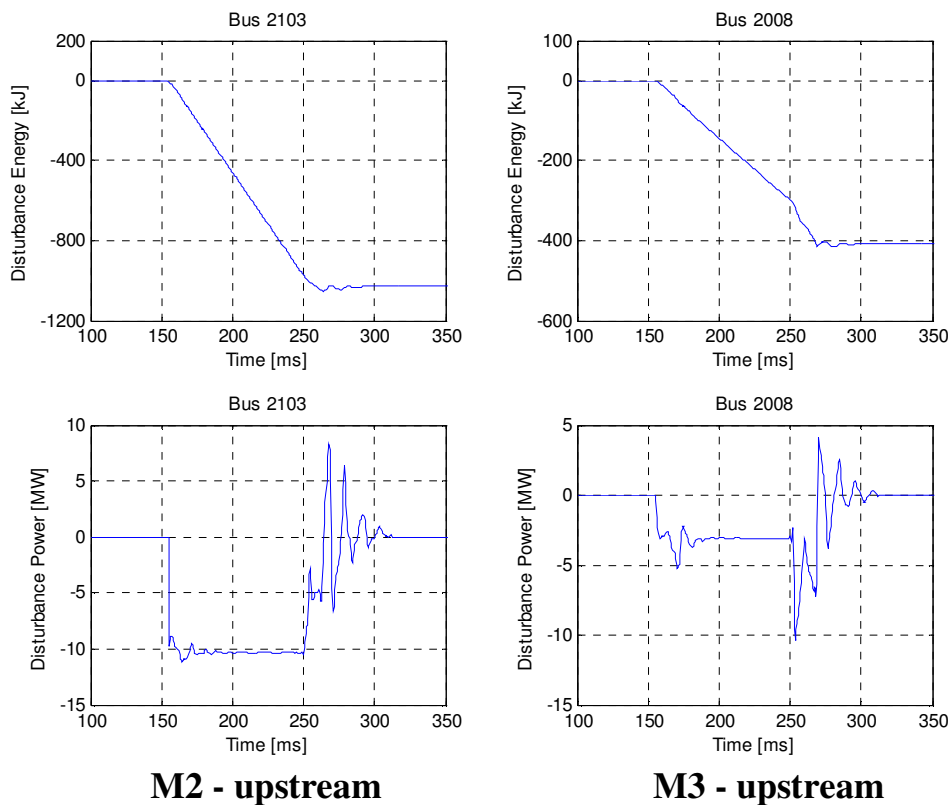 Bus 2103
200
0
-400
-800
-1200
Disturbance Energy [kJ]
100 150 200 250 300 350
Time [ms]
Bus 2008
100
0
-200
-400
-600
Disturbance Energy [kJ]
100 150 200 250 300 350
Time [ms]
Bus 2103
10
5
0
-5
-10
-15
Disturbance Power [MW]
100 150 200 250 300 350
Time [ms]
Bus 2008
5
0
-5
-10
-15
Disturbance Power [MW]
100 150 200 250 300 350
Time [ms]
M2 - upstream
M3 - upstream